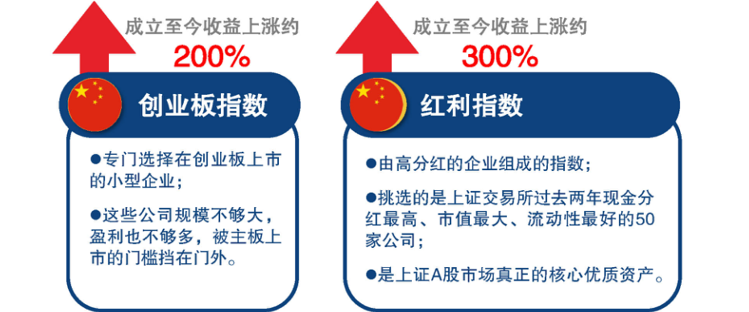 成立至今收益上涨约
200%
创业板指数
●专门选择在创业板上市
的小型企业；
●这些公司规模不够大，
盈利也不够多，被主板上
市的门槛挡在门外。
成立至今收益上涨约
300%
红利指数
●由高分红的企业组成的指数；
●挑选的是上证交易所过去两年现金分
红最高、市值最大、流动性最好的50
家公司；
●是上证A股市场真正的核心优质资产。